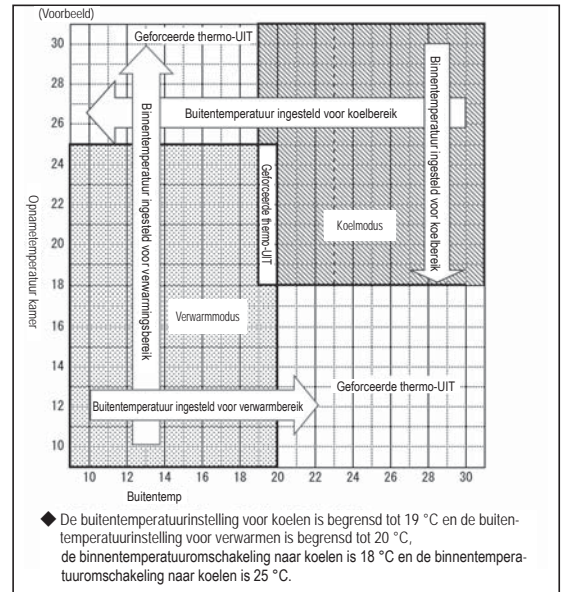 (Voorbeeld)
Geforceerde thermo-UIT
30
28
26
24
22
20
18
16
14
12
10
Opnametemperatuur kamer
Buitentemperatuur ingesteld voor koelbereik
Binnentemperatuur ingesteld voor verwarmingsbereik
Binnentemperatuur ingesteld voor koelbereik
Geforceerde thermo-UIT
Koelmodus
Verwarmmodus
Geforceerde thermo-UIT
Buitentemperatuur ingesteld voor verwarmbereik
10 12 14 16 18 20 22 24 26 28 30
Buitentemp
◆ De buitentemperatuurinstelling voor koelen is begrensd tot 19 °C en de buiten-
temperatuurinstelling voor verwarmen is begrensd tot 20 °C,
de binnentemperatuuromschakeling naar koelen is 18 °C en de binnentempera-
tuuromschakeling naar koelen is 25 °C.